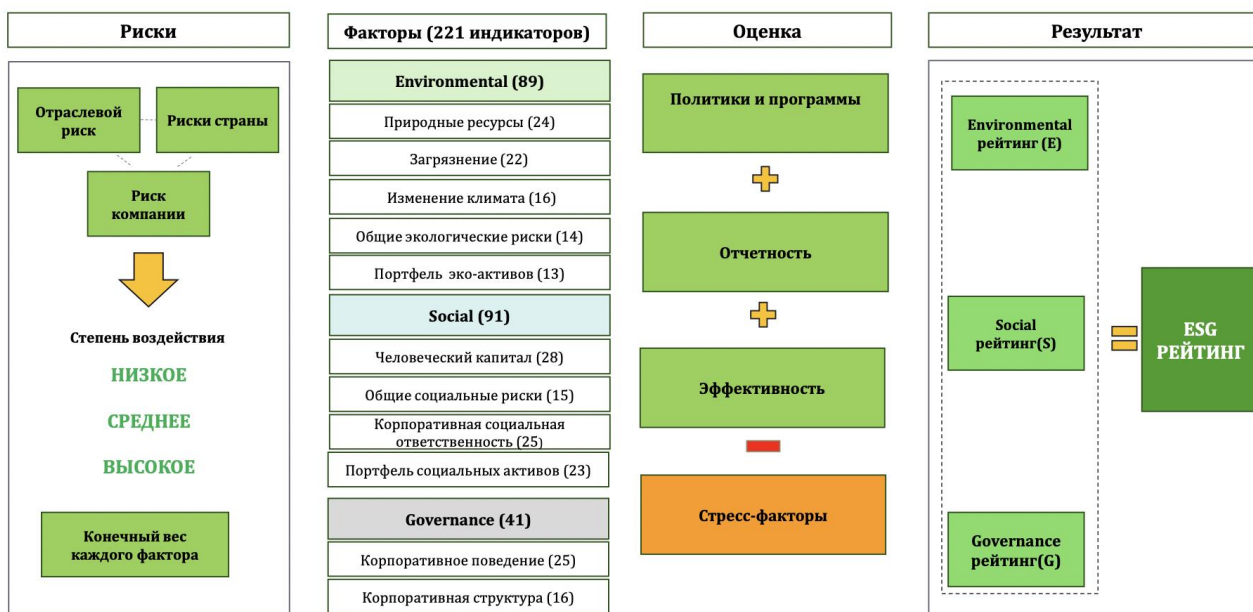 Риски
Отраслевой
риск
Риски страны
Риск
компании
Степень воздействия
НИЗКОЕ
СРЕДНЕЕ
ВЫСОКОЕ
Конечный вес
каждого фактора
Факторы (221 индикаторов)
Environmental (89)
Природные ресурсы (24)
Загрязнение (22)
Изменение климата (16)
Общие экологические риски (14)
Портфель эко-активов (13)
Social (91)
Человеческий капитал (28)
Общие социальные риски (15)
Корпоративная социальная
ответственность (25)
Портфель социальных активов (23)
Governance (41)
Корпоративное поведение (25)
Корпоративная структура (16)
Оценка
Политики и программы
Отчетность
Эффективность
Стресс-факторы
Результат
Environmental
рейтинг (E)
Social
рейтинг(S)
Governance
рейтинг(G)
ESG
РЕЙТИНГ